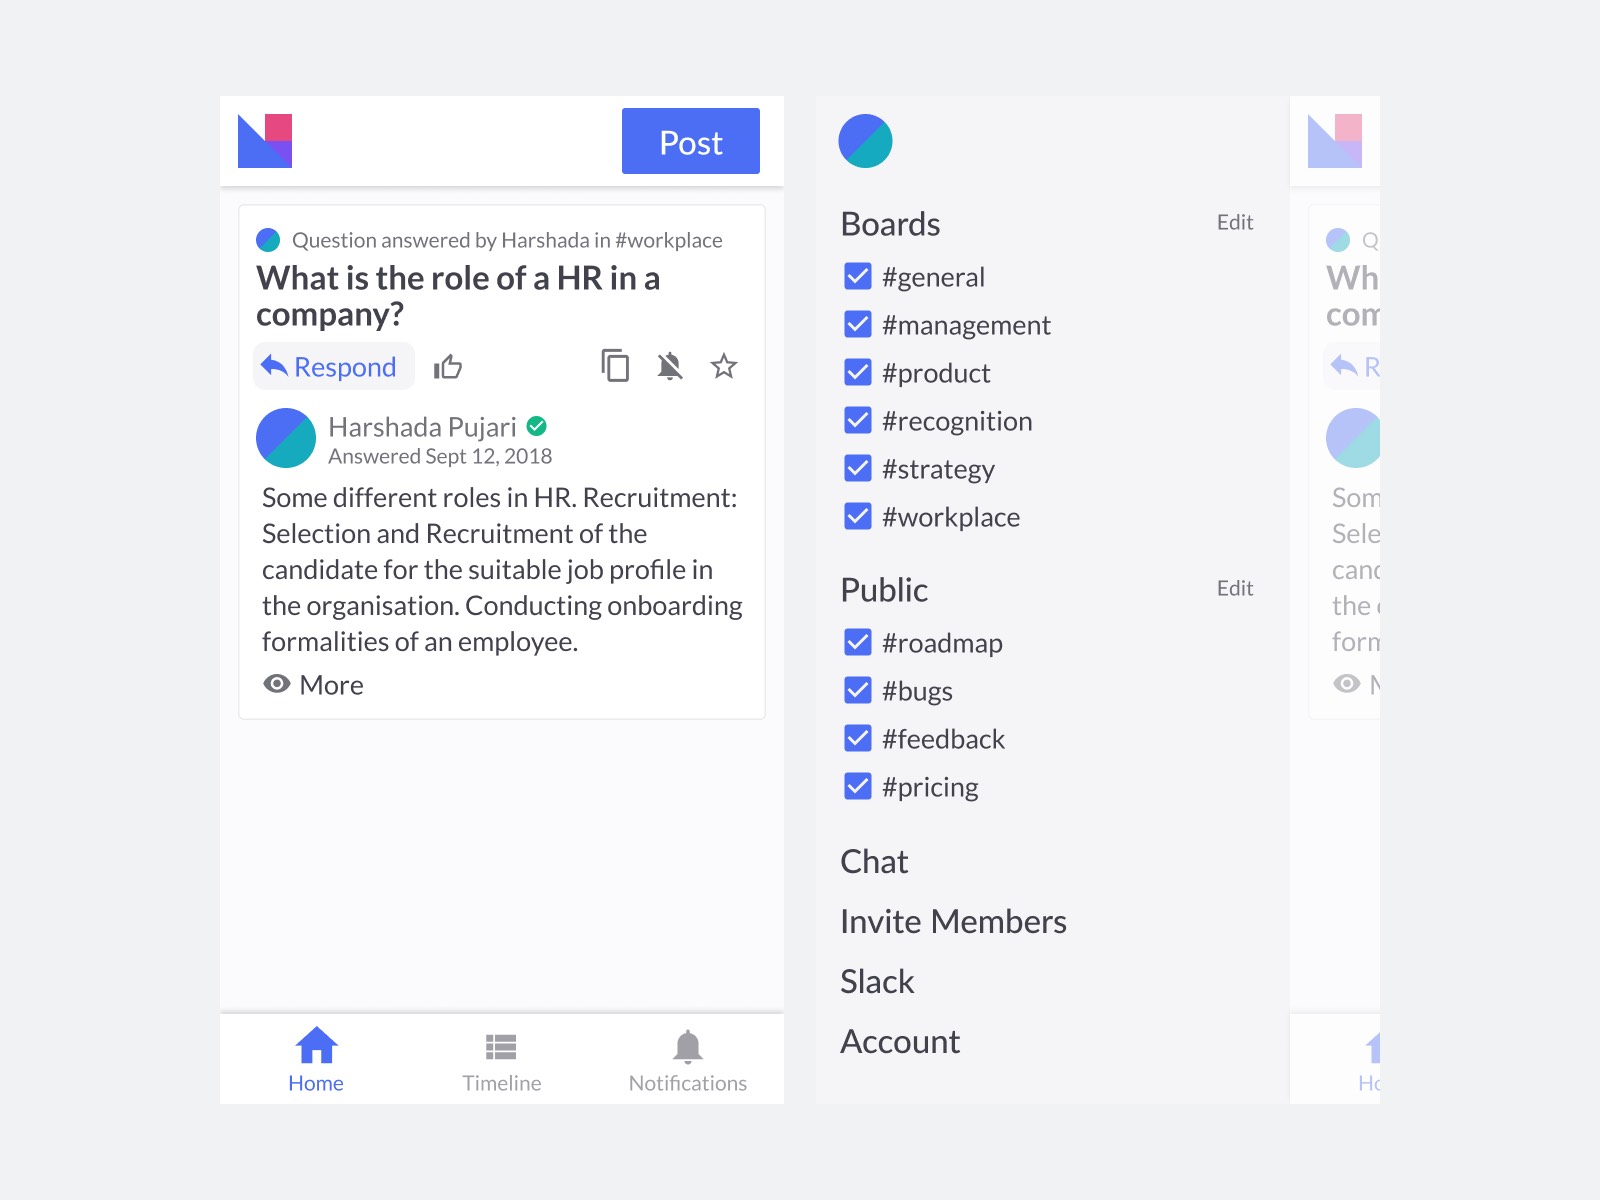 Post
Question answered by Harshada in #workplace
What is the role of a HR in a
company?
Respond
Harshada Pujari
Answered Sept 12, 2018
Some different roles in HR. Recruitment:
Selection and Recruitment of the
candidate for the suitable job profile in
the organisation. Conducting onboarding
formalities of an employee.
More
Home
Timeline
Notifications
Boards
Edit
#general
#management
#product
#recognition
#strategy
#workplace
Public
Edit
#roadmap
#bugs
#feedback
#pricing
Chat
Invite Members
Slack
Account
Q
Wh
com
R
Som
Sele
cand
the
form
M
Ho